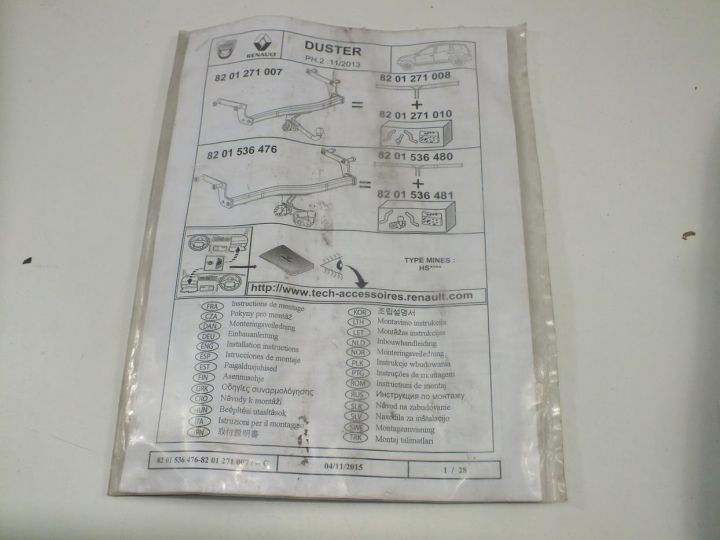 RENAULT
DUSTER
PH.2 :11/2013
82 01 271 007
=
82 01 271 008
+
82 01 271 010
82 01 536 476
=
82 01 536 480
+
82 01 536 481
TYPE MINES :
HS****
http://www.tech-accessoires.renault.com
FRA Instructions de montage
CZA Pokyny pro montáž
DAN Monteringsvejledning
DEU Einbauanleitung
ENG Installation instructions
ESP Istrucciones de montaje
EST Paigaldusjuhised
FIN Asennusohje
GRK Οδηγίες συναρμολόγησης
CRO Návody k montáži
HUN Beépítési utasítások
ITA Istruzioni per il montaggio
JPN 取付説明書
KOR 조립설명서
LTH Montavimo instrukcija
LET Montāžas instrukcijas
NLD Inbouwhandleiding
NOR Monteringsveiledning
PLK Instrukcje wbudowania
PTG Instruções de montagem
ROM Instructiuni de montaj
RUS Инструкция по монтажу
SLK Návod na zabudovanie
SLV Navodila za inštalacijo
SWE Monteringsanvisning
TRK Montaj talimatları
82 01 536 476-82 01 271 007 C
04/11/2015
1 / 28